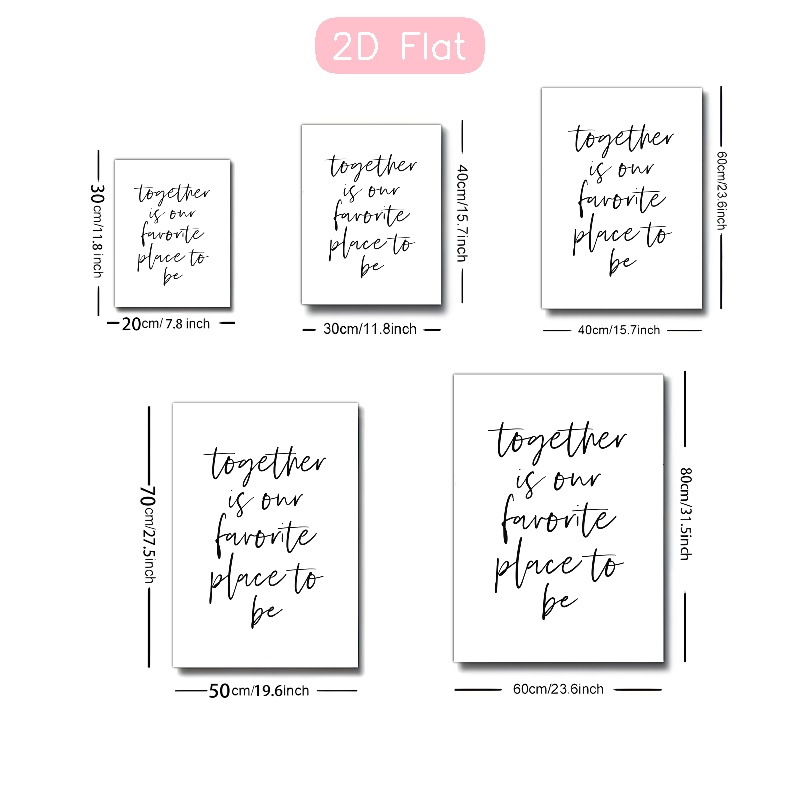 2D Flat
together
is our
favorite
place to
be
30cm/11.8 inch
20cm/7.8 inch
together
is our
favorite
place to
be
40cm/15.7inch
30cm/11.8inch
together
is our
favorite
place to
be
60cm/23.6inch
40cm/15.7inch
together
is our
favorite
place to
be
70cm/27.5inch
50cm/19.6inch
together
is our
favorite
place to
be
80cm/31.5inch
60cm/23.6inch